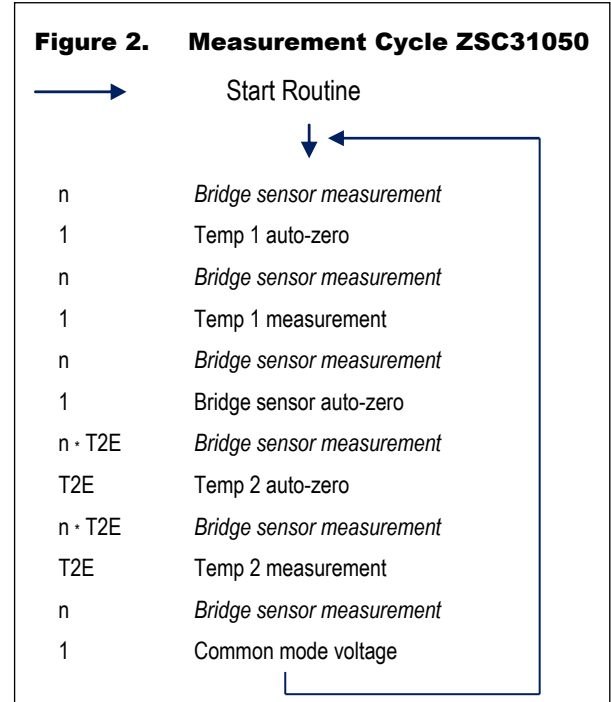 Figure 2. Measurement Cycle ZSC31050
Start Routine
n Bridge sensor measurement
1 Temp 1 auto-zero
n Bridge sensor measurement
1 Temp 1 measurement
n Bridge sensor measurement
1 Bridge sensor auto-zero
n * T2E Bridge sensor measurement
T2E Temp 2 auto-zero
n * T2E Bridge sensor measurement
T2E Temp 2 measurement
n Bridge sensor measurement
1 Common mode voltage